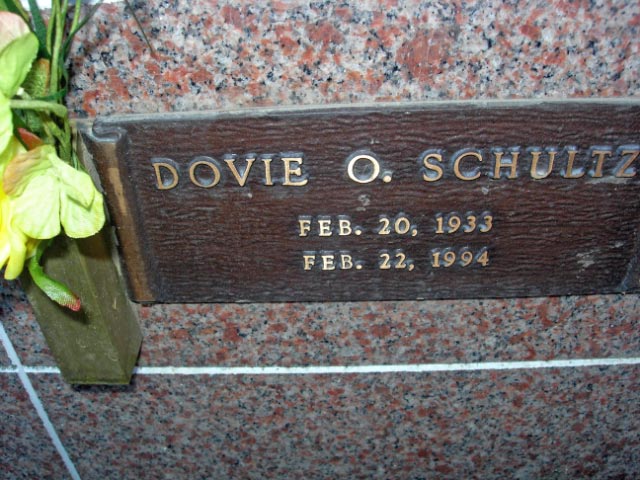 DOVIE O. SCHULTZ
FEB. 20, 1933
FEB. 22, 1994